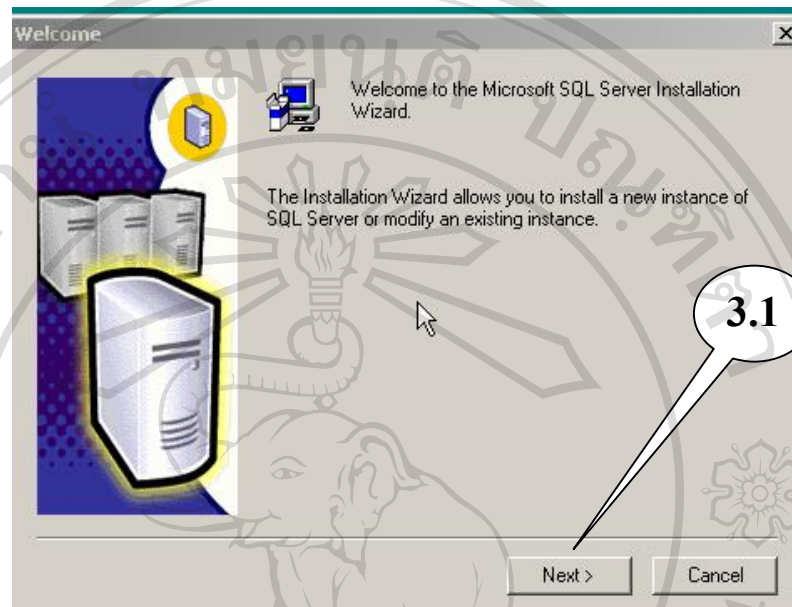 Welcome
Welcome to the Microsoft SQL Server Installation
Wizard.
The Installation Wizard allows you to install a new instance of
SQL Server or modify an existing instance.
3.1
Next >
Cancel